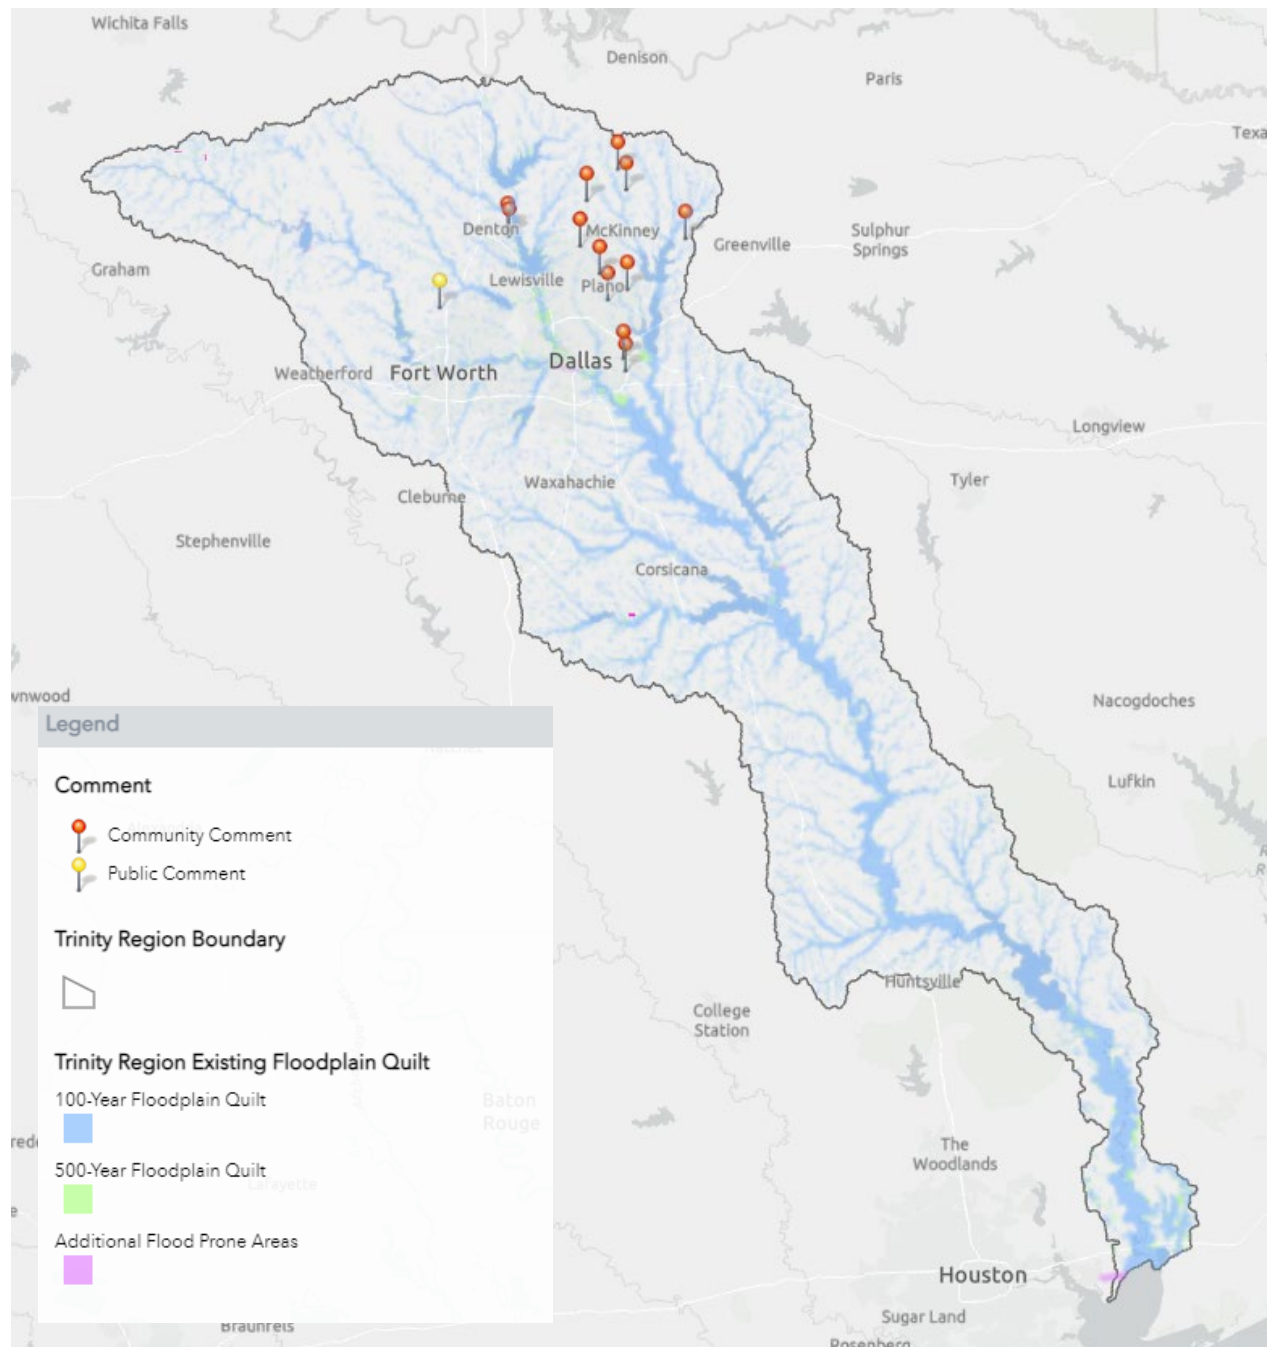 Wichita Falls
Denison
Paris
Texa
Denton
McKinney
Greenville
Sulphur
Springs
Graham
Lewisville
Plano
Dallas
Weatherford
Fort Worth
Longview
Tyler
Cleburne
Waxahachie
Stephenville
Corsicana
wnwood
Nacogdoches
Lufkin
Legend
Comment
Community Comment
Public Comment
Trinity Region Boundary
Huntsville
College
Station
Trinity Region Existing Floodplain Quilt
100-Year Floodplain Quilt
Baton
Rouge
The
Woodlands
500-Year Floodplain Quilt
Lafayette
Additional Flood Prone Areas
Houston
Sugar Land
Braunfels
Rosenberg